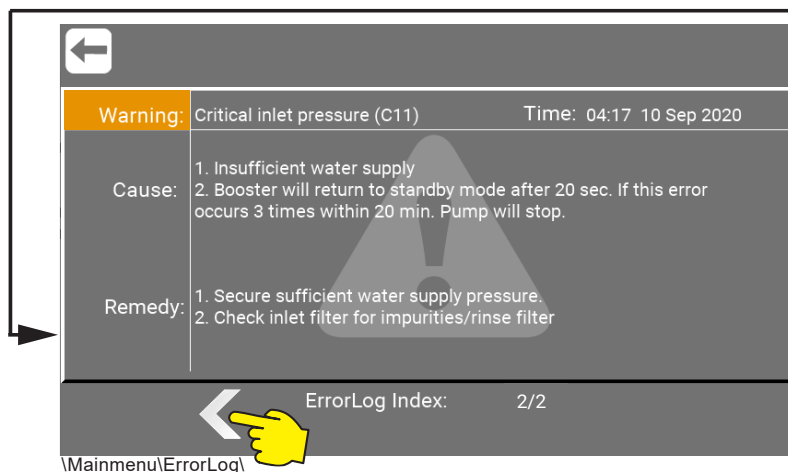 Warning: Critical inlet pressure (C11) Time: 04:17 10 Sep 2020
Cause: 1. Insufficient water supply
2. Booster will return to standby mode after 20 sec. If this error
occurs 3 times within 20 min. Pump will stop.
Remedy: 1. Secure sufficient water supply pressure.
2. Check inlet filter for impurities/rinse filter
ErrorLog Index: 2/2
\Mainmenu\ErrorLog\